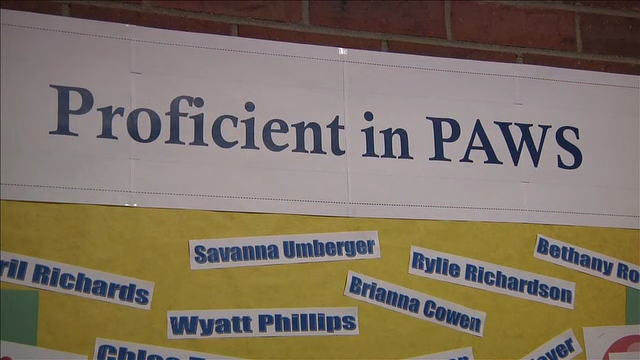 Proficient in PAWS
Savanna Umberger
Bethany Ro
ril Richards
Rylie Richardson
Brianna Cowen
Wyatt Phillips